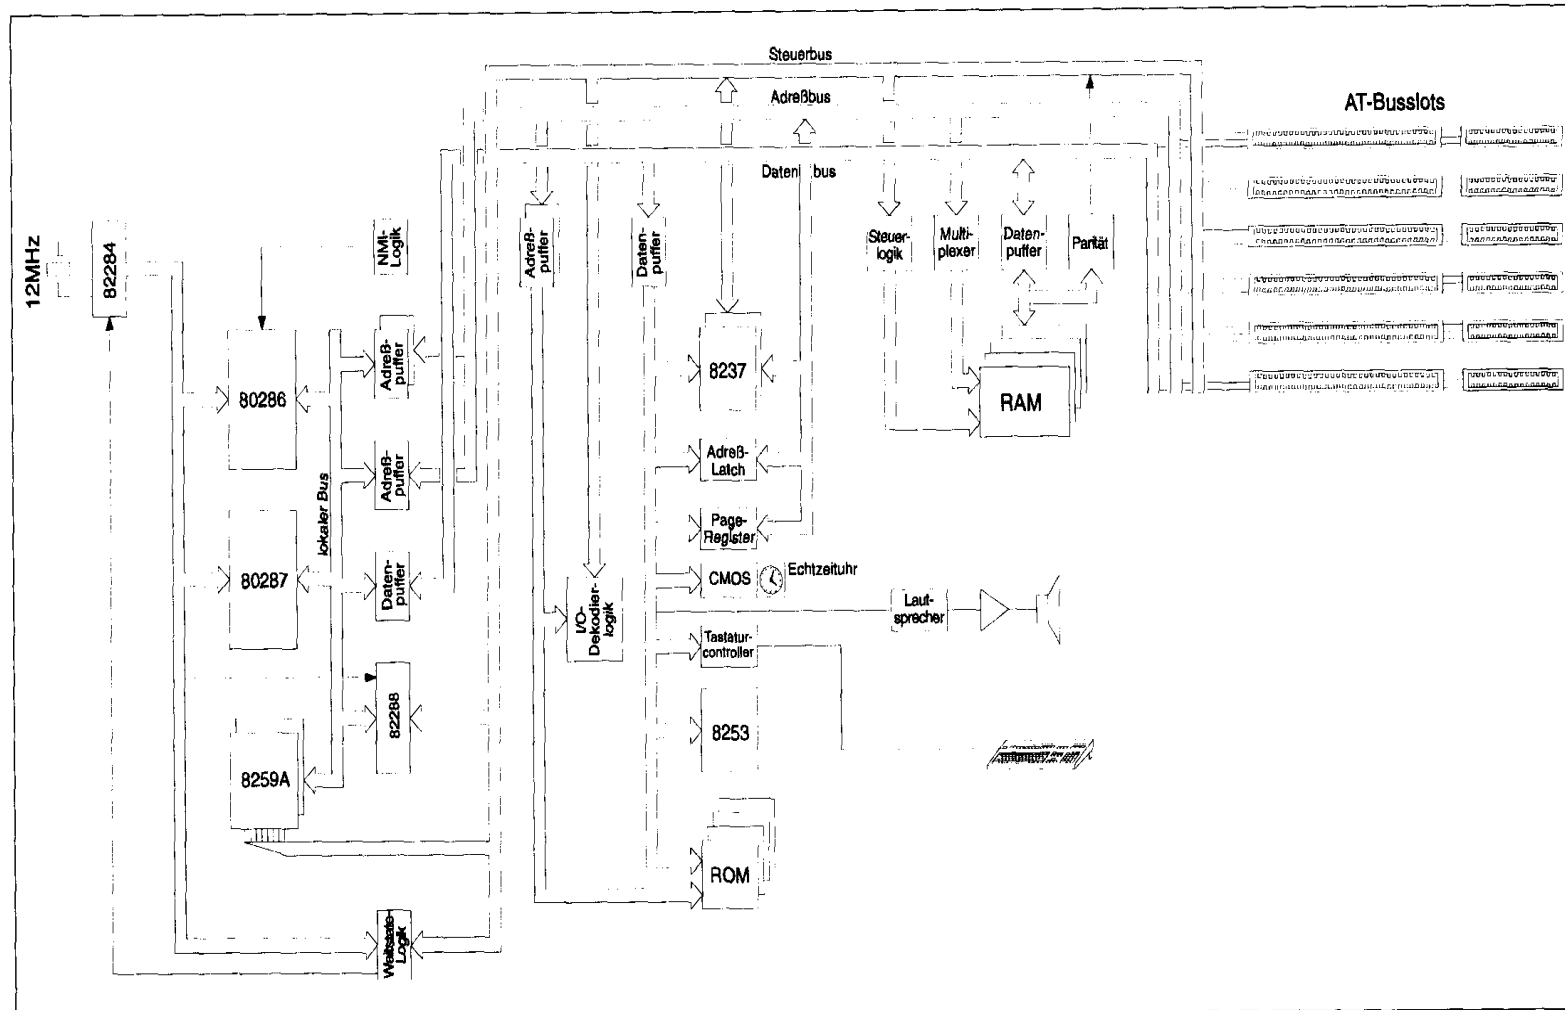 Steuerbus
Adreßbus
AT-Busslots
Datenbus
12MHz
82284
NMI-
Logik
Adreß-
puffer
Daten-
puffer
Steuer-
logik
Multi-
plexer
Daten-
puffer
Parität
80286
Adreß-
puffer
8237
RAM
lokaler Bus
Adreß-
puffer
Adreß-
Latch
Page-
Register
80287
Daten-
puffer
CMOS
Echtzeituhr
I/O-
Dekodier-
logik
Laut-
sprecher
Tastatur-
controller
82288
8253
8259A
ROM
Waitstate-
Logik